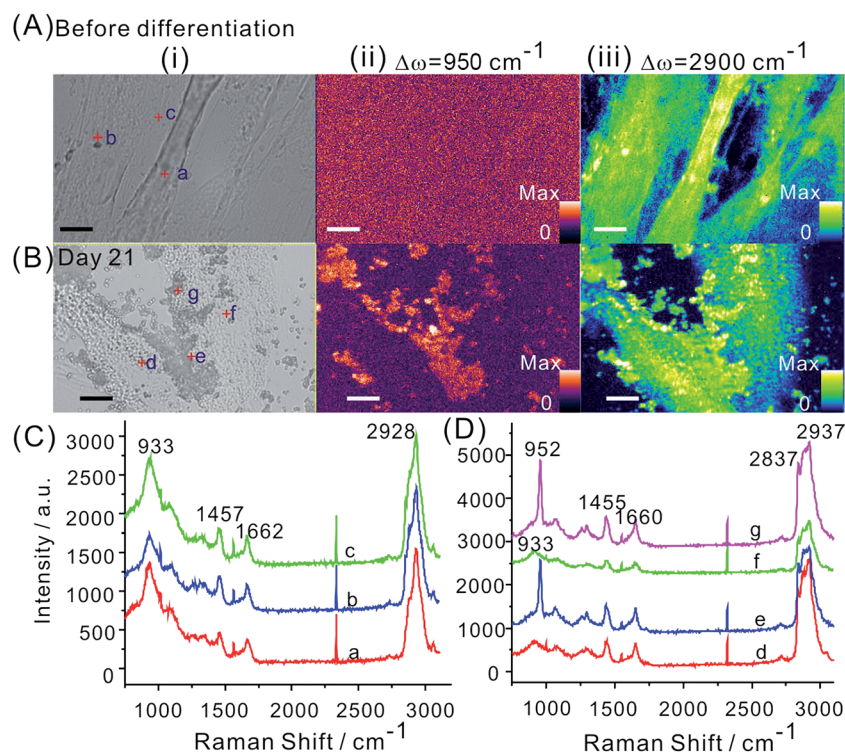 (A) Before differentiation
(i) (ii) Δω=950 cm-1 (iii) Δω=2900 cm-1
c
b
a
Max Max
0 0
(B) Day 21
g
f
d e
Max Max
0 0
(C) (D)
3000
2500
2000
1500
1000
500
0
933
2928
1457
1662
c
b
a
Intensity / a.u.
1000 1500 2000 2500 3000
Raman Shift / cm-1
5000
4000
3000
2000
1000
0
952
2937
2837
1455
1660
933
g
f
e
d
1000 1500 2000 2500 3000
Raman Shift / cm-1